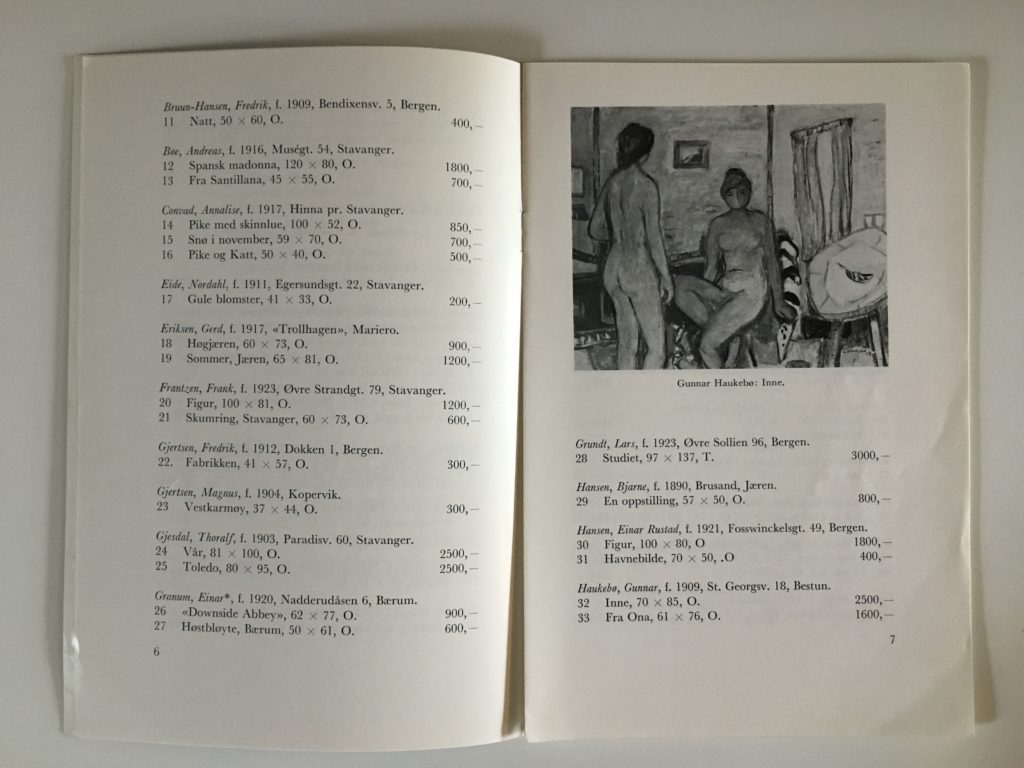 Bruun-Hansen, Fredrik, f. 1909, Bendixensv. 5, Bergen.
11 Natt, 50 × 60, O. 400,—
Bøe, Andreas, f. 1916, Muségt. 54, Stavanger.
12 Spansk madonna, 120 × 80, O. 1800,—
13 Fra Santillana, 45 × 55, O. 700,—
Convad, Annalise, f. 1917, Hinna pr. Stavanger.
14 Pike med skinnlue, 100 × 52, O. 850,—
15 Snø i november, 59 × 70, O. 700,—
16 Pike og Katt, 50 × 40, O. 500,—
Eide, Nordahl, f. 1911, Egersundsgt. 22, Stavanger.
17 Gule blomster, 41 × 33, O. 200,—
Eriksen, Gerd, f. 1917, «Trollhagen», Mariero.
18 Høgjæren, 60 × 73, O. 900,—
19 Sommer, Jæren, 65 × 81, O. 1200,—
Frantzen, Frank, f. 1923, Øvre Strandgt. 79, Stavanger.
20 Figur, 100 × 81, O. 1200,—
21 Skumring, Stavanger, 60 × 73, O. 600,—
Gjertsen, Fredrik, f. 1912, Dokken 1, Bergen.
22. Fabrikken, 41 × 57, O. 300,—
Gjertsen, Magnus, f. 1904, Kopervik.
23 Vestkarmøy, 37 × 44, O. 300,—
Gjesdal, Thoralf, f. 1903, Paradisv. 60, Stavanger.
24 Vår, 81 × 100, O. 2500,—
25 Toledo, 80 × 95, O. 2500,—
Granum, Einar*, f. 1920, Nadderudåsen 6, Bærum.
26 «Downside Abbey», 62 × 77, O. 900,—
27 Høstbløyte, Bærum, 50 × 61, O. 600,—
6
Gunnar Haukebø: Inne.
Grundt, Lars, f. 1923, Øvre Sollien 96, Bergen.
28 Studiet, 97 × 137, T. 3000,—
Hansen, Bjarne, f. 1890, Brusand, Jæren.
29 En oppstilling, 57 × 50, O. 800,—
Hansen, Einar Rustad, f. 1921, Fosswinckelsgt. 49, Bergen.
30 Figur, 100 × 80, O 1800,—
31 Havnebilde, 70 × 50, .O 400,—
Haukebø, Gunnar, f. 1909, St. Georgsv. 18, Bestun.
32 Inne, 70 × 85, O. 2500,—
33 Fra Ona, 61 × 76, O. 1600,—
7